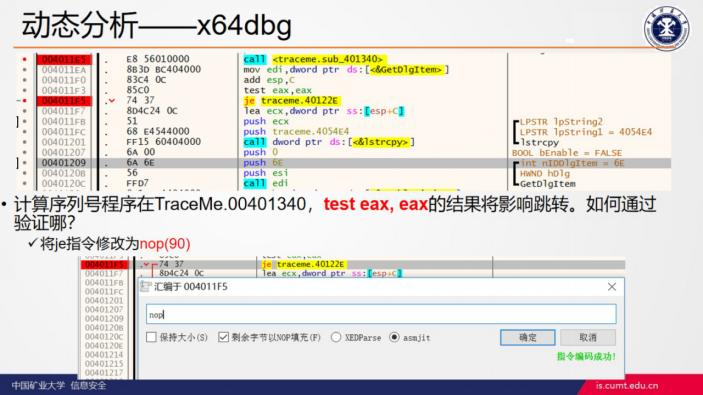 动态分析——x64dbg
004011E5 . E8 56010000 call <traceme.sub_401340>
004011EA . 8B3D BC404000 mov edi,dword ptr ds:[<&GetDlgItem>]
004011F0 . 83C4 0C add esp,C
004011F3 . 85C0 test eax,eax
004011F5 . 74 37 je traceme.40122E
004011F7 . 8D4C24 0C lea ecx,dword ptr ss:[esp+C]
004011FB . 51 push ecx LPSTR lpString2
004011FC . 68 E4544000 push traceme.4054E4 LPSTR lpString1 = 4054E4
00401201 . FF15 60404000 call dword ptr ds:[<&lstrcpy>] lstrcpy
00401207 . 6A 00 push 0 BOOL bEnable = FALSE
00401209 . 6A 6E push 6E int nIDDlgItem = 6E
0040120B . 56 push esi HWND hDlg
0040120C . FFD7 call edi GetDlgItem
• 计算序列号程序在TraceMe.00401340，test eax, eax的结果将影响跳转。如何通过
验证哪？
✓将je指令修改为nop(90)
004011F5 74 37 je traceme.40122E
004011F7 8D4C24 0C lea ecx,dword ptr ss:[esp+C]
004011FB
004011FC
00401201
00401207
00401209
0040120B
0040120C
0040120E
00401214
00401215
00401217
汇编于 004011F5
nop
保持大小(S) 剩余字节以NOP填充(F) XEDParse asmjit 确定 取消
指令编码成功!
中国矿业大学 信息安全 is.cumt.edu.cn